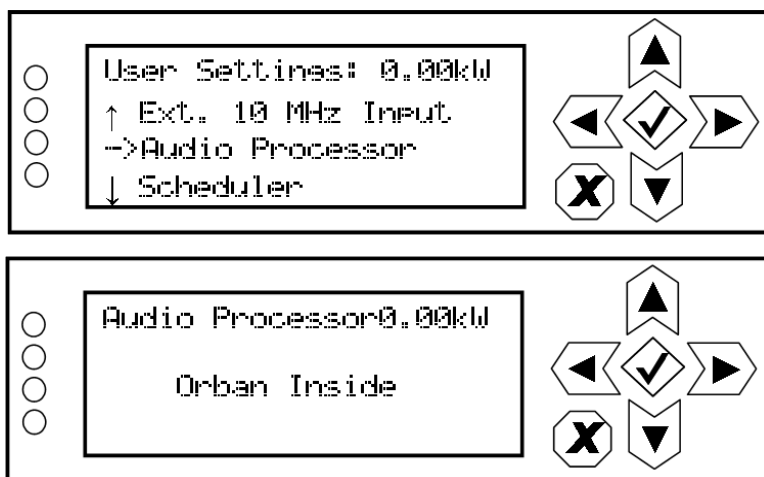 User Settings: 0.00kW
↑ Ext. 10 MHz Input
->Audio Processor
↓ Scheduler
X
Audio Processor0.00kW
Orban Inside
X